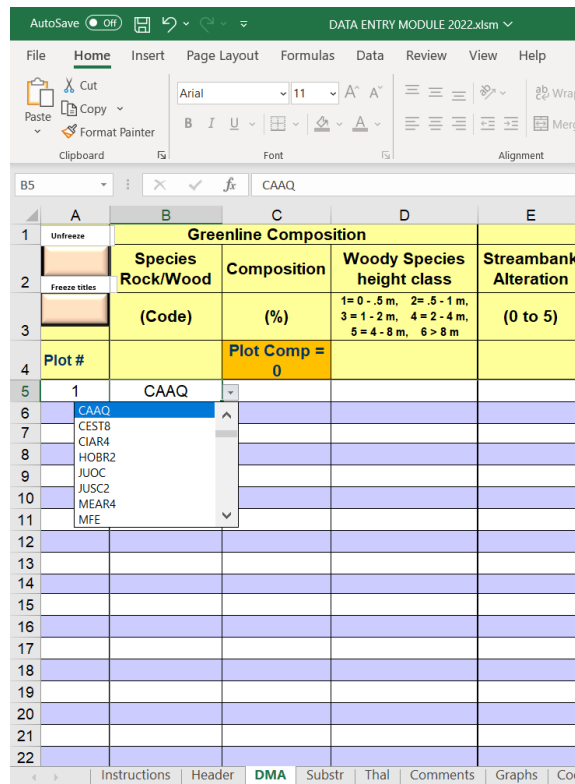 AutoSave Off DATA ENTRY MODULE 2022.xlsm
File Home Insert Page Layout Formulas Data Review View Help
Paste
Cut
Copy
Format Painter
Clipboard
Arial 11 A^ A
B I U A
Font
ab
Alignment
B5 fx CAAQ
A B C D E
1 Unfreeze Greenline Composition
2 Freeze titles
Species Rock/Wood
Composition
Woody Species height class
Streambank Alteration
3 (Code) (%)
1= 0 - .5 m, 2= .5 - 1 m,
3 = 1 - 2 m, 4 = 2 - 4 m,
5 = 4 - 8 m, 6 > 8 m
(0 to 5)
4 Plot #
Plot Comp =
0
5 1 CAAQ
6 CAAQ
7 CEST8
CIAR4
8 HOBR2
9 JUOC
10 JUSC2
MEAR4
11 MFE
12
13
14
15
16
17
18
19
20
21
22
Instructions Header DMA Substr Thal Comments Graphs